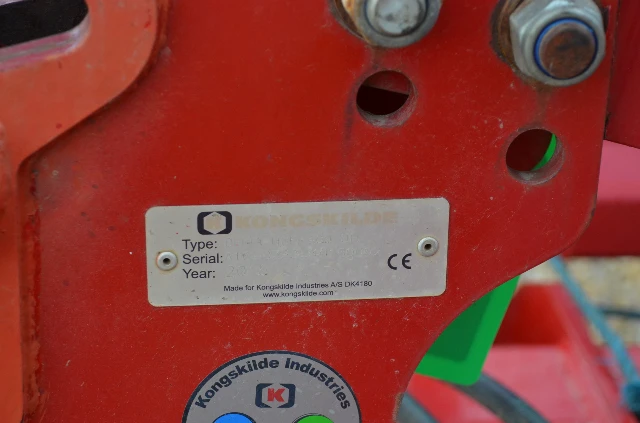 KONGSKILDE
Type:
Serial:
Year:
CE
Made for Kongskilde Industries A/S DK4180
www.kongskilde.com
Kongskilde Industries
K